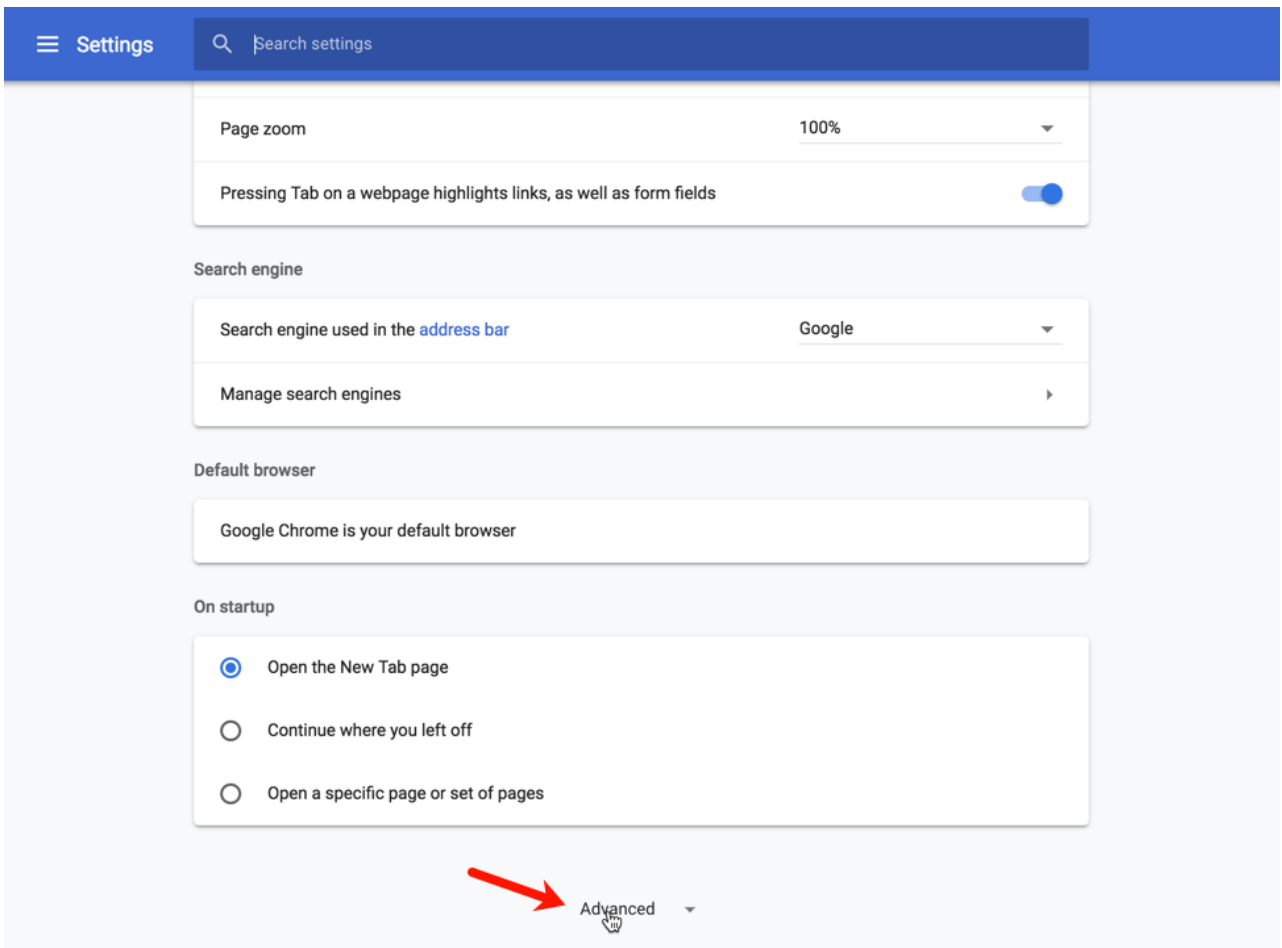 Settings
Search settings
Page zoom
100%
Pressing Tab on a webpage highlights links, as well as form fields
Search engine
Search engine used in the address bar
Google
Manage search engines
Default browser
Google Chrome is your default browser
On startup
Open the New Tab page
Continue where you left off
Open a specific page or set of pages
Advanced